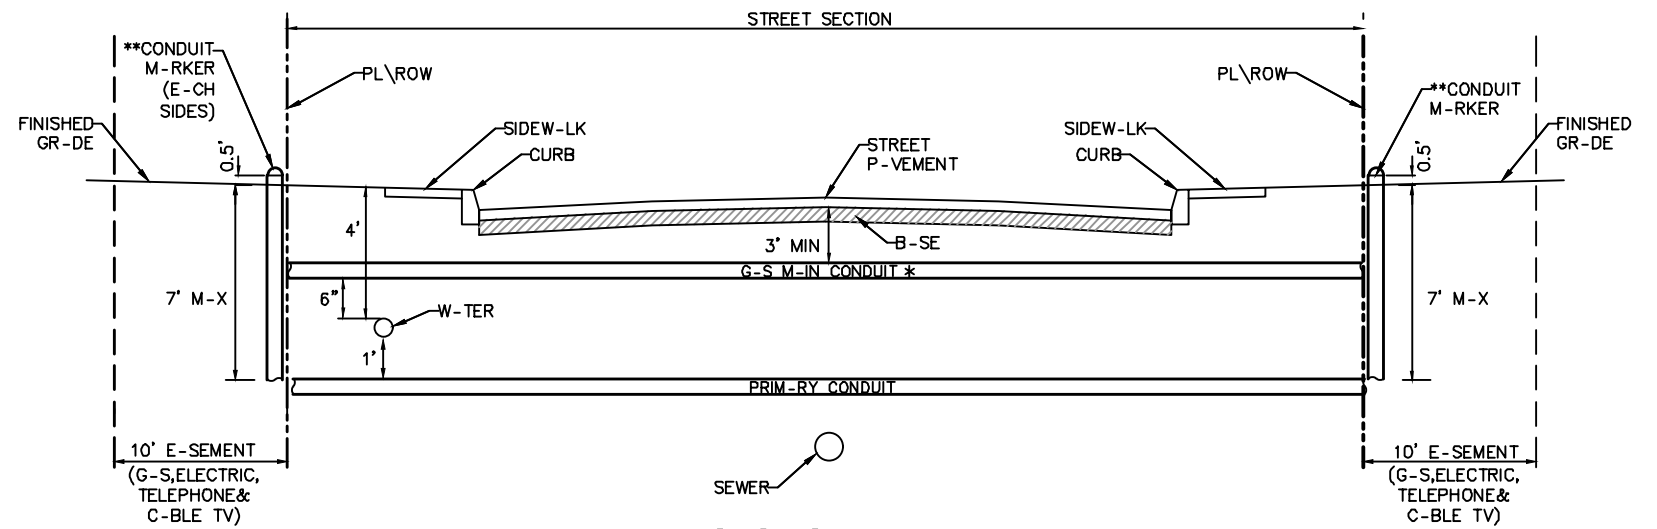 STREET SECTION
**CONDUIT
M-RKER
(E-CH
SIDES)
PL\ROW
PL\ROW
**CONDUIT
M-RKER
FINISHED
GR-DE
0.5'
SIDEW-LK
CURB
STREET
P-VEMENT
SIDEW-LK
CURB
0.5'
FINISHED
GR-DE
4'
3' MIN
B-SE
G-S M-IN CONDUIT *
7' M-X
6"
W-TER
7' M-X
1'
PRIM-RY CONDUIT
10' E-SEMENT
(G-S,ELECTRIC,
TELEPHONE&
C-BLE TV)
SEWER
10' E-SEMENT
(G-S,ELECTRIC,
TELEPHONE&
C-BLE TV)